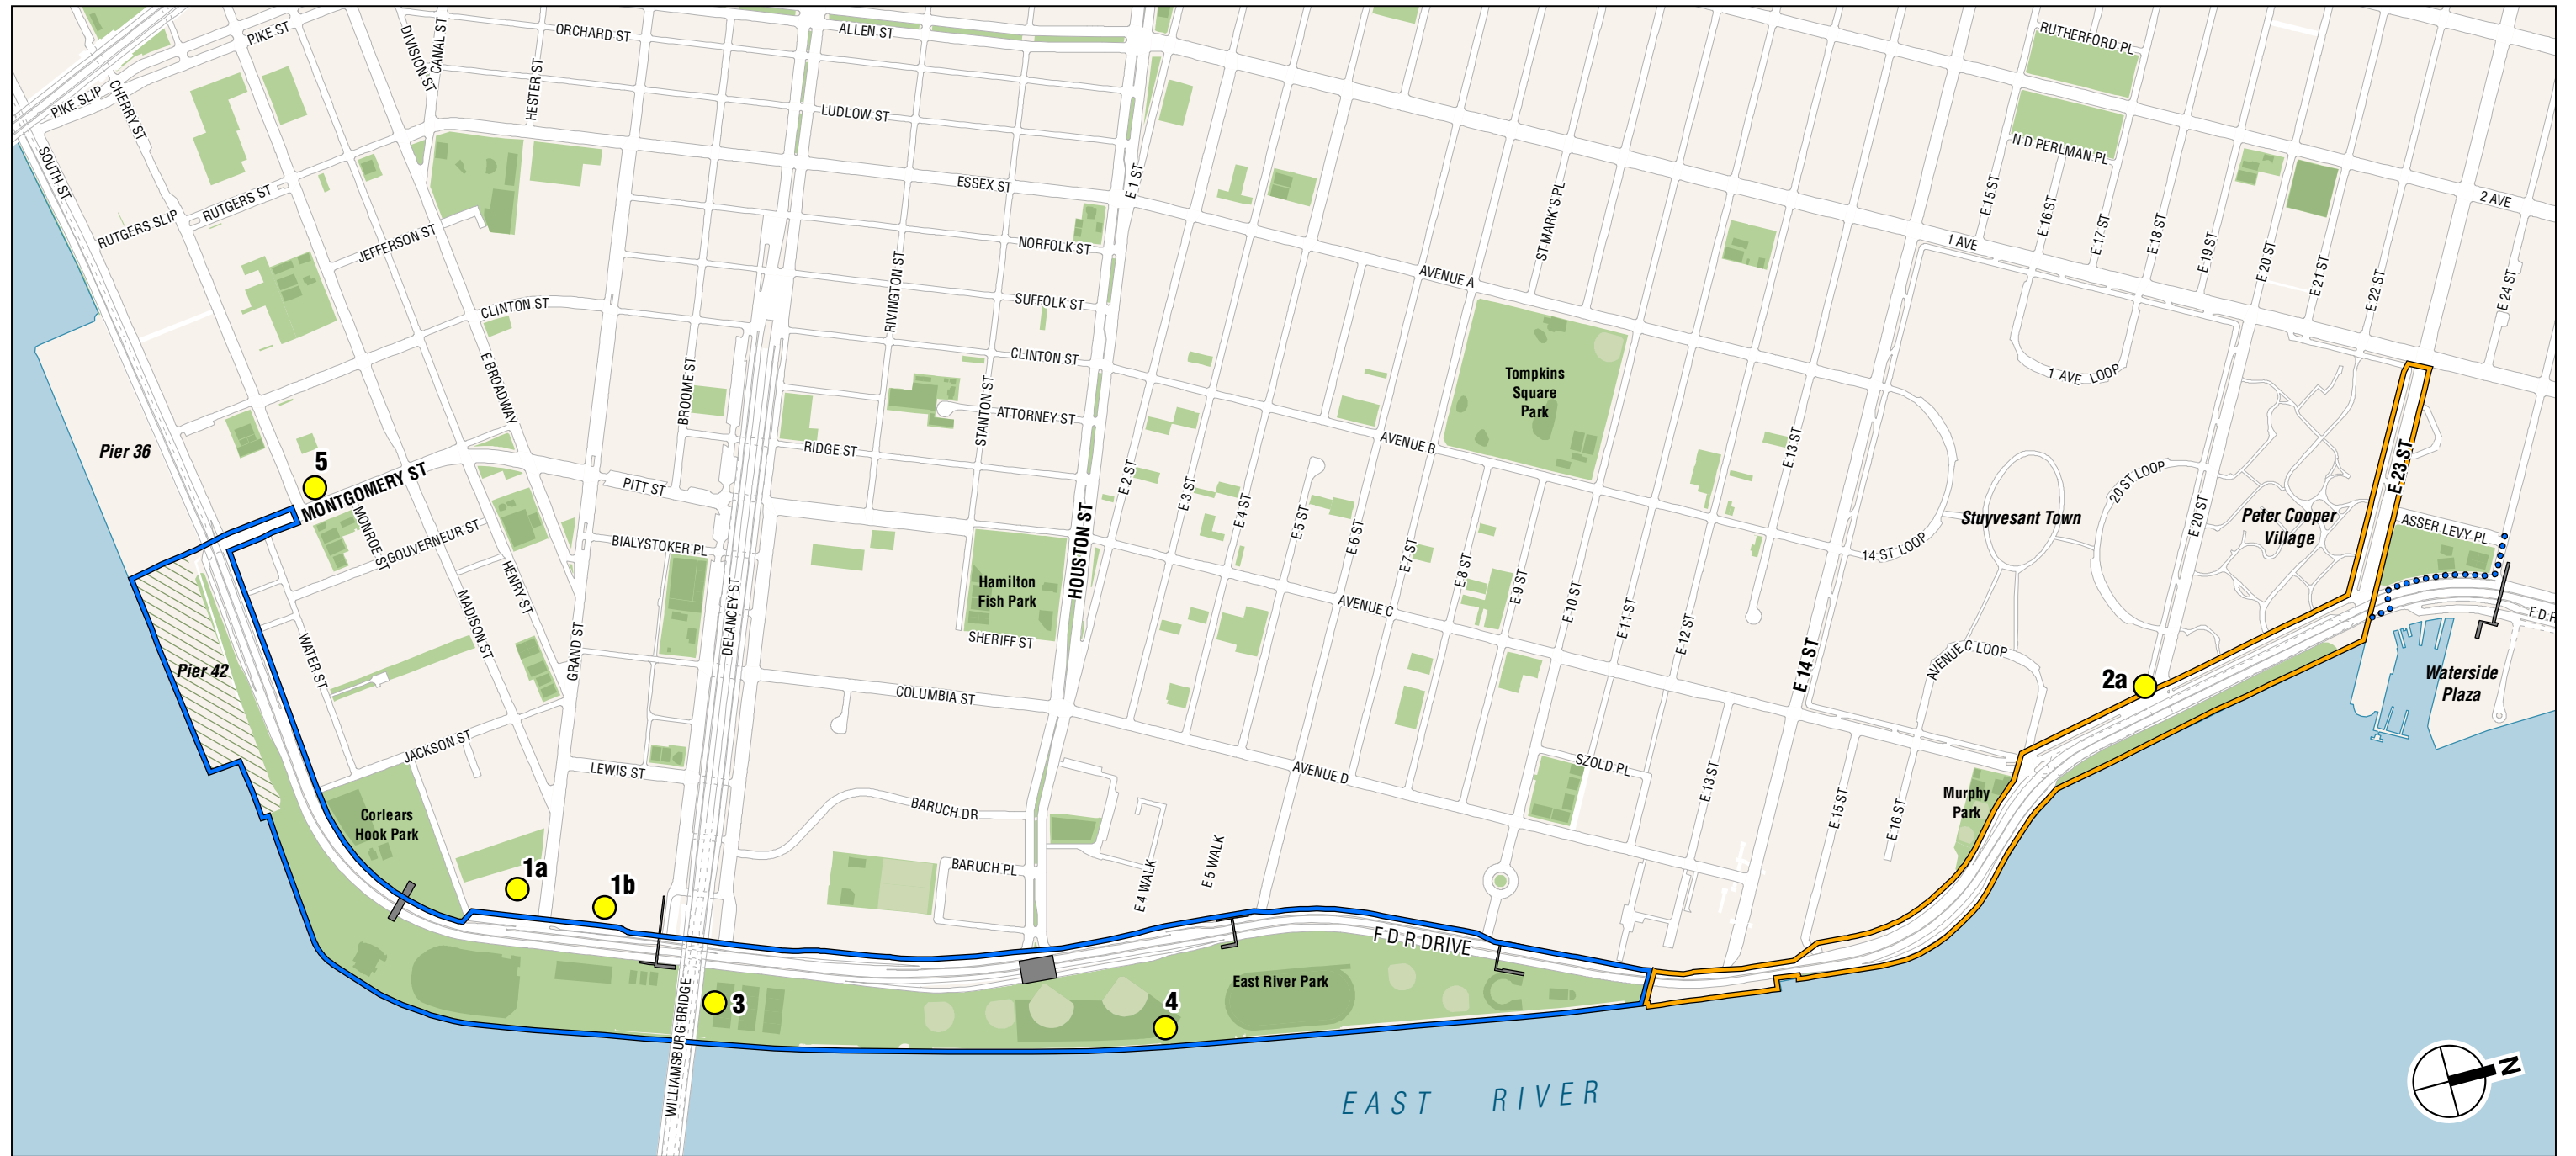 PIKE ST
DIVISION ST
CANAL ST
ORCHARD ST
ALLEN ST
RUTHERFORD PL
PIKE SLIP
CHERRY ST
HESTER ST
LUDLOW ST
N D PERLMAN PL
SOUTH ST
ESSEX ST
E 1 ST
ST MARK'S PL
E 15 ST
E 16 ST
E 17 ST
E 18 ST
E 19 ST
E 20 ST
E 21 ST
E 22 ST
2 AVE
E 24 ST
RUTGERS SLIP
RUTGERS ST
JEFFERSON ST
NORFOLK ST
1 AVE
CLINTON ST
RIVINGTON ST
SUFFOLK ST
AVENUE A
E BROADWAY
BROOME ST
STANTON ST
CLINTON ST
1 AVE LOOP
Tompkins
Square
Park
ATTORNEY ST
Pier 36
RIDGE ST
AVENUE B
E 13 ST
5
MONTGOMERY ST
PITT ST
E 2 ST
E 3 ST
E 4 ST
E 5 ST
E 6 ST
E 7 ST
E 8 ST
E 9 ST
E 10 ST
E 11 ST
E 12 ST
20 ST LOOP
E 20 ST
E 23 ST
Stuyvesant Town
Peter Cooper
Village
ASSER LEVY PL
MONROE ST
GOUVERNEUR ST
HENRY ST
BIALYSTOKER PL
HOUSTON ST
14 ST LOOP
Hamilton
Fish Park
DELANCEY ST
AVENUE C
F D R
MADISON ST
GRAND ST
SHERIFF ST
WATER ST
AVENUE C LOOP
E 14 ST
Pier 42
2a
Waterside
Plaza
COLUMBIA ST
JACKSON ST
LEWIS ST
AVENUE D
SZOLD PL
E 13 ST
E 15 ST
E 16 ST
Murphy
Park
Corlears
Hook Park
BARUCH DR
BARUCH PL
E 4 WALK
E 5 WALK
1a
1b
F D R DRIVE
East River Park
3
4
WILLIAMSBURG BRIDGE
EAST RIVER
N